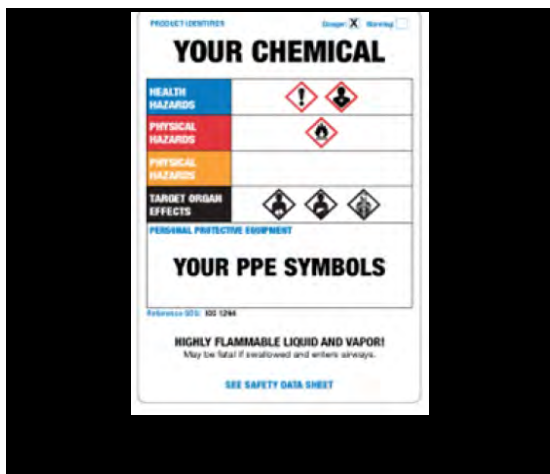 PRODUCT IDENTIFIER
Danger: X Warning:
YOUR CHEMICAL
HEALTH
HAZARDS
PHYSICAL
HAZARDS
PHYSICAL
HAZARDS
TARGET ORGAN
EFFECTS
PERSONAL PROTECTIVE EQUIPMENT
YOUR PPE SYMBOLS
Reference SDS:
HIGHLY FLAMMABLE LIQUID AND VAPOR!
May be fatal if swallowed and enters airways.
SEE SAFETY DATA SHEET